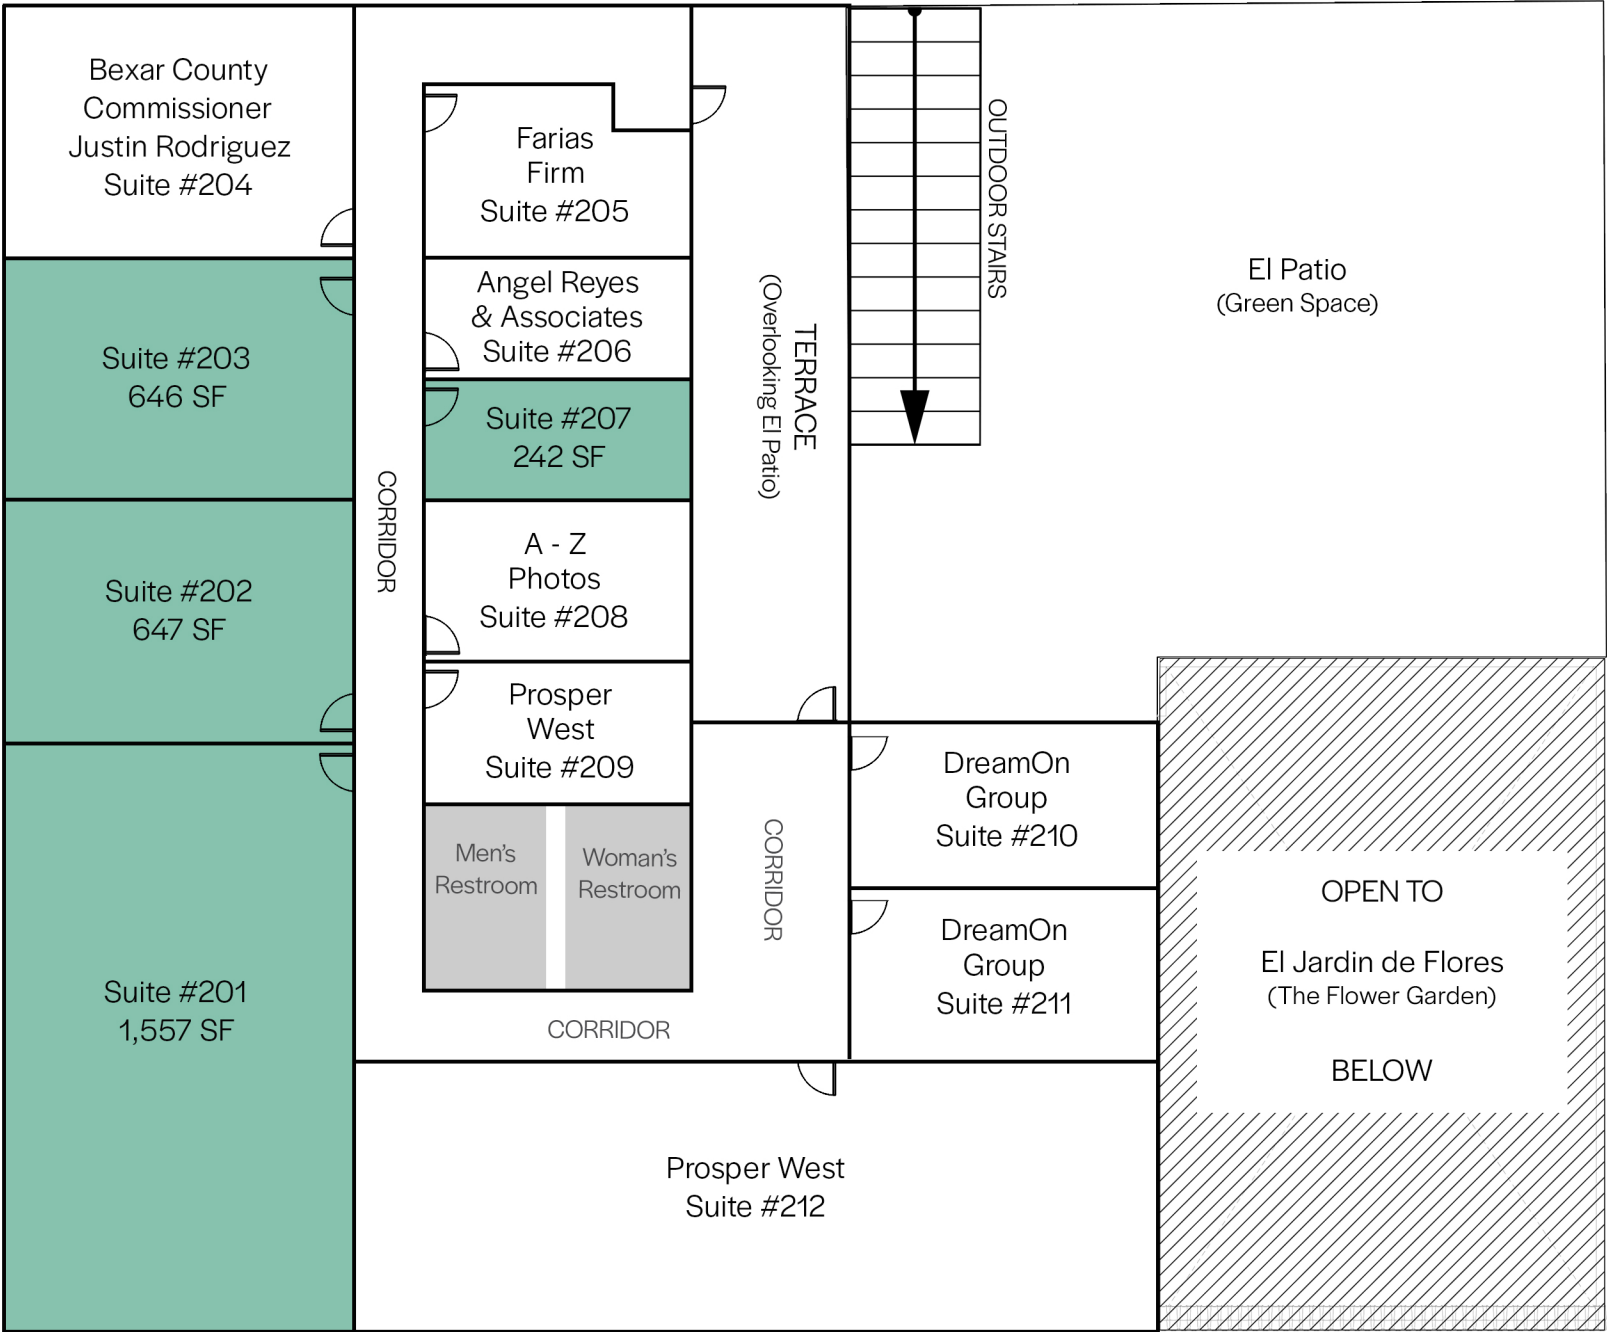 Bexar County
Commissioner
Justin Rodriguez
Suite #204
Suite #203
646 SF
Suite #202
647 SF
Suite #201
1,557 SF
CORRIDOR
Farias
Firm
Suite #205
Angel Reyes
& Associates
Suite #206
Suite #207
242 SF
A - Z
Photos
Suite #208
Prosper
West
Suite #209
Men's
Restroom
Woman's
Restroom
CORRIDOR
TERRACE
(Overlooking El Patio)
OUTDOOR STAIRS
El Patio
(Green Space)
CORRIDOR
DreamOn
Group
Suite #210
DreamOn
Group
Suite #211
Prosper West
Suite #212
OPEN TO
El Jardin de Flores
(The Flower Garden)
BELOW